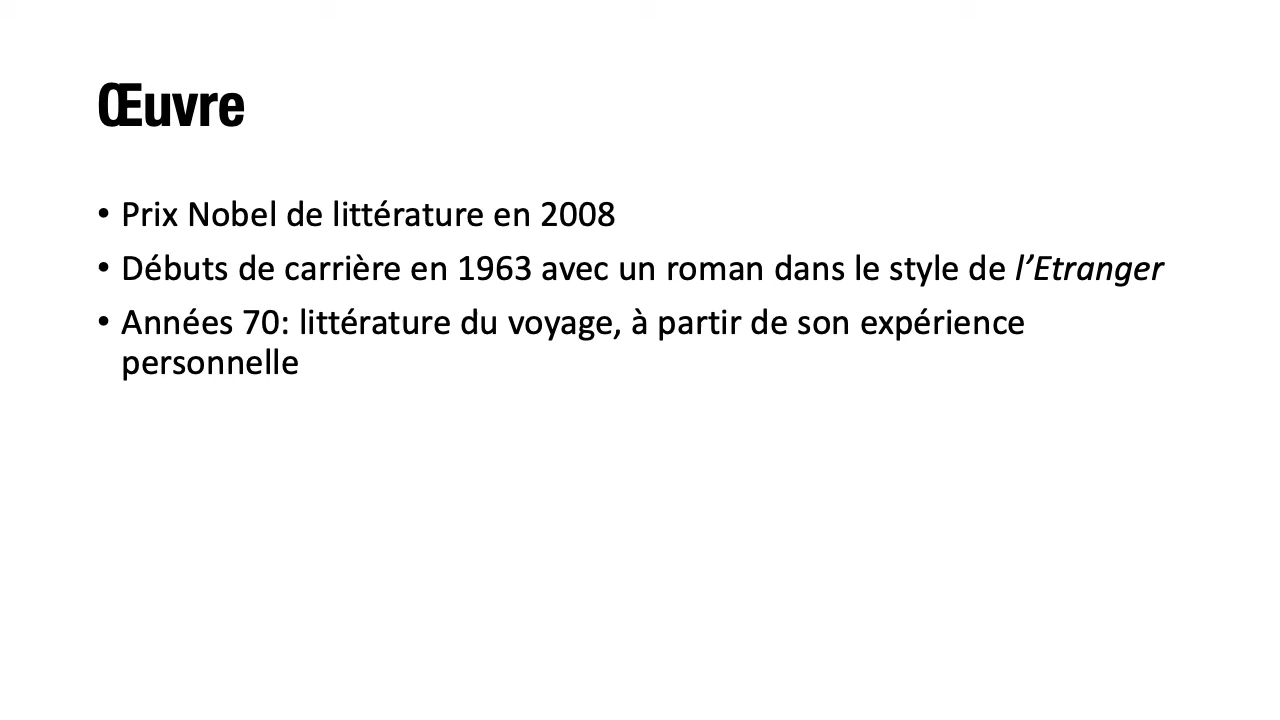 Œuvre
• Prix Nobel de littérature en 2008
• Débuts de carrière en 1963 avec un roman dans le style de l’Etranger
• Années 70: littérature du voyage, à partir de son expérience
personnelle